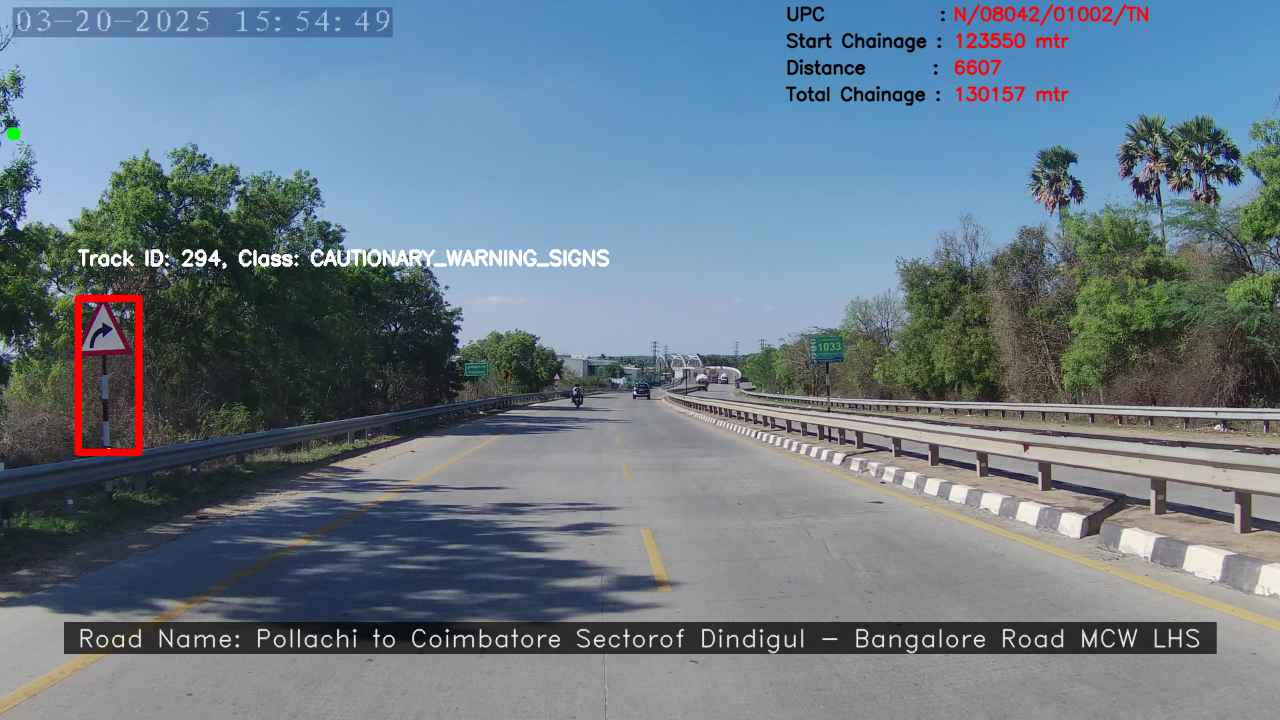 03-20-2025 15:54:49
UPC : N/08042/01002/TN
Start Chainage : 123550 mtr
Distance : 6607
Total Chainage : 130157 mtr
Track ID: 294, Class: CAUTIONARY_WARNING_SIGNS
1033
Road Name: Pollachi to Coimbatore Sectorof Dindigul - Bangalore Road MCW LHS